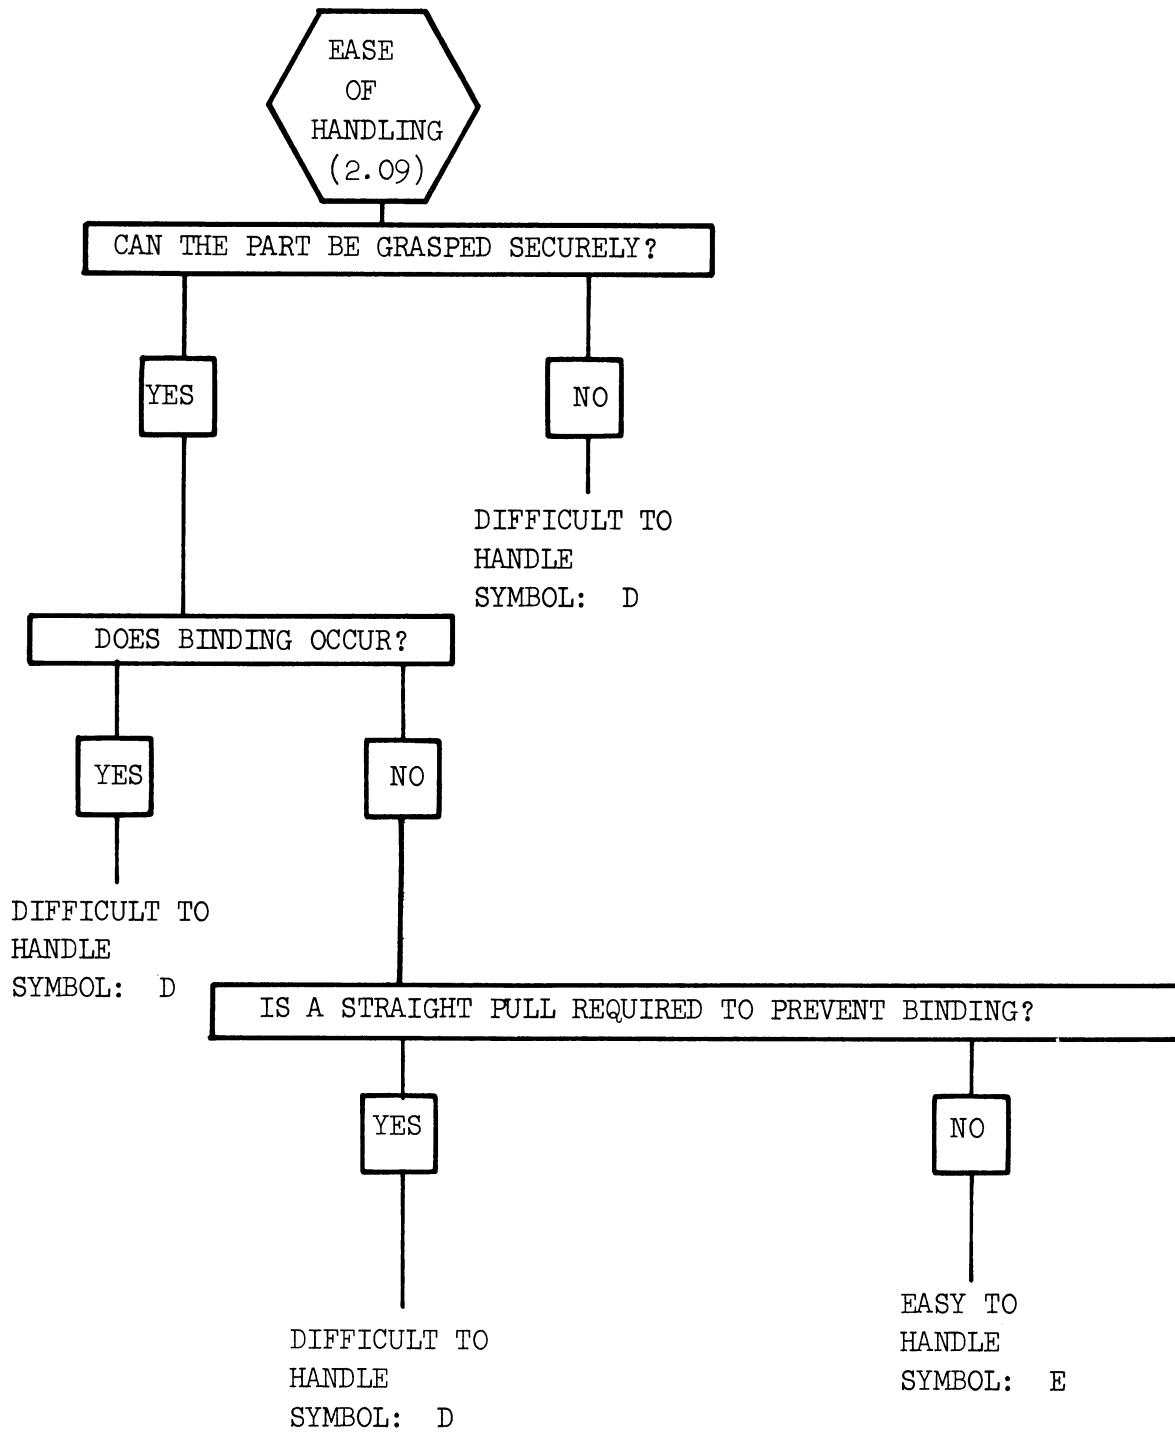 EASE
OF
HANDLING
(2.09)
CAN THE PART BE GRASPED SECURELY?
YES
NO
DIFFICULT TO
HANDLE
SYMBOL: D
DOES BINDING OCCUR?
YES
NO
DIFFICULT TO
HANDLE
SYMBOL: D
IS A STRAIGHT PULL REQUIRED TO PREVENT BINDING?
YES
NO
DIFFICULT TO
HANDLE
SYMBOL: D
EASY TO
HANDLE
SYMBOL: E